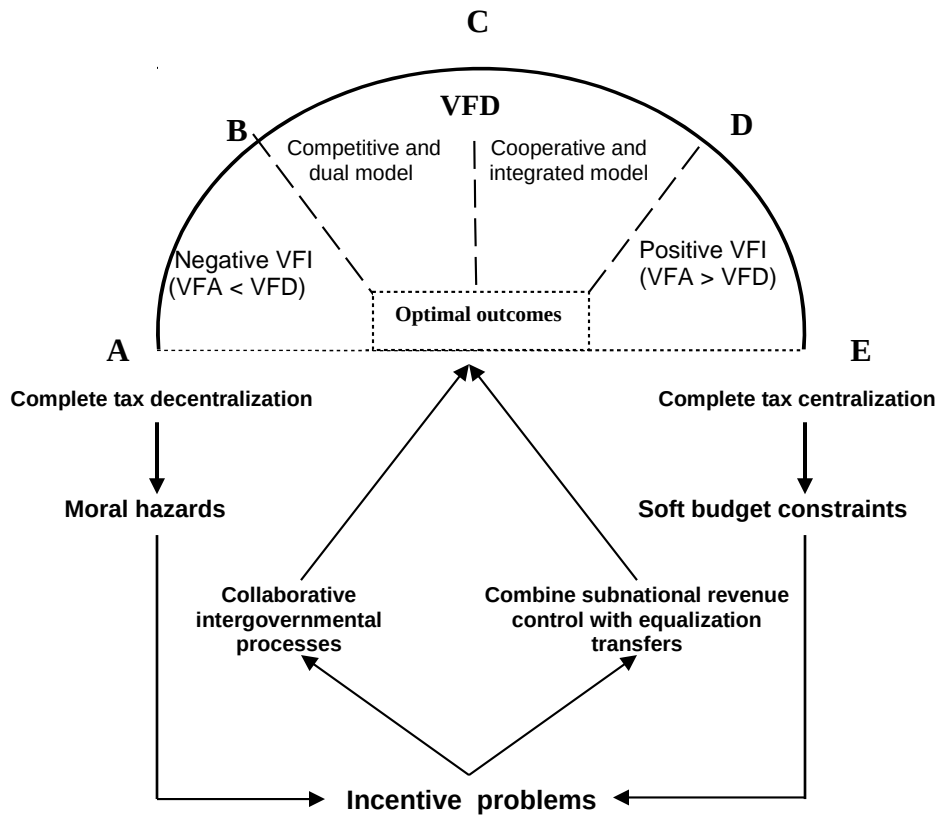 C
VFD
B
D
Competitive and
dual model
Cooperative and
integrated model
Negative VFI
(VFA < VFD)
Positive VFI
(VFA > VFD)
Optimal outcomes
A
E
Complete tax decentralization
Complete tax centralization
Moral hazards
Soft budget constraints
Collaborative
intergovernmental
processes
Combine subnational revenue
control with equalization
transfers
Incentive problems